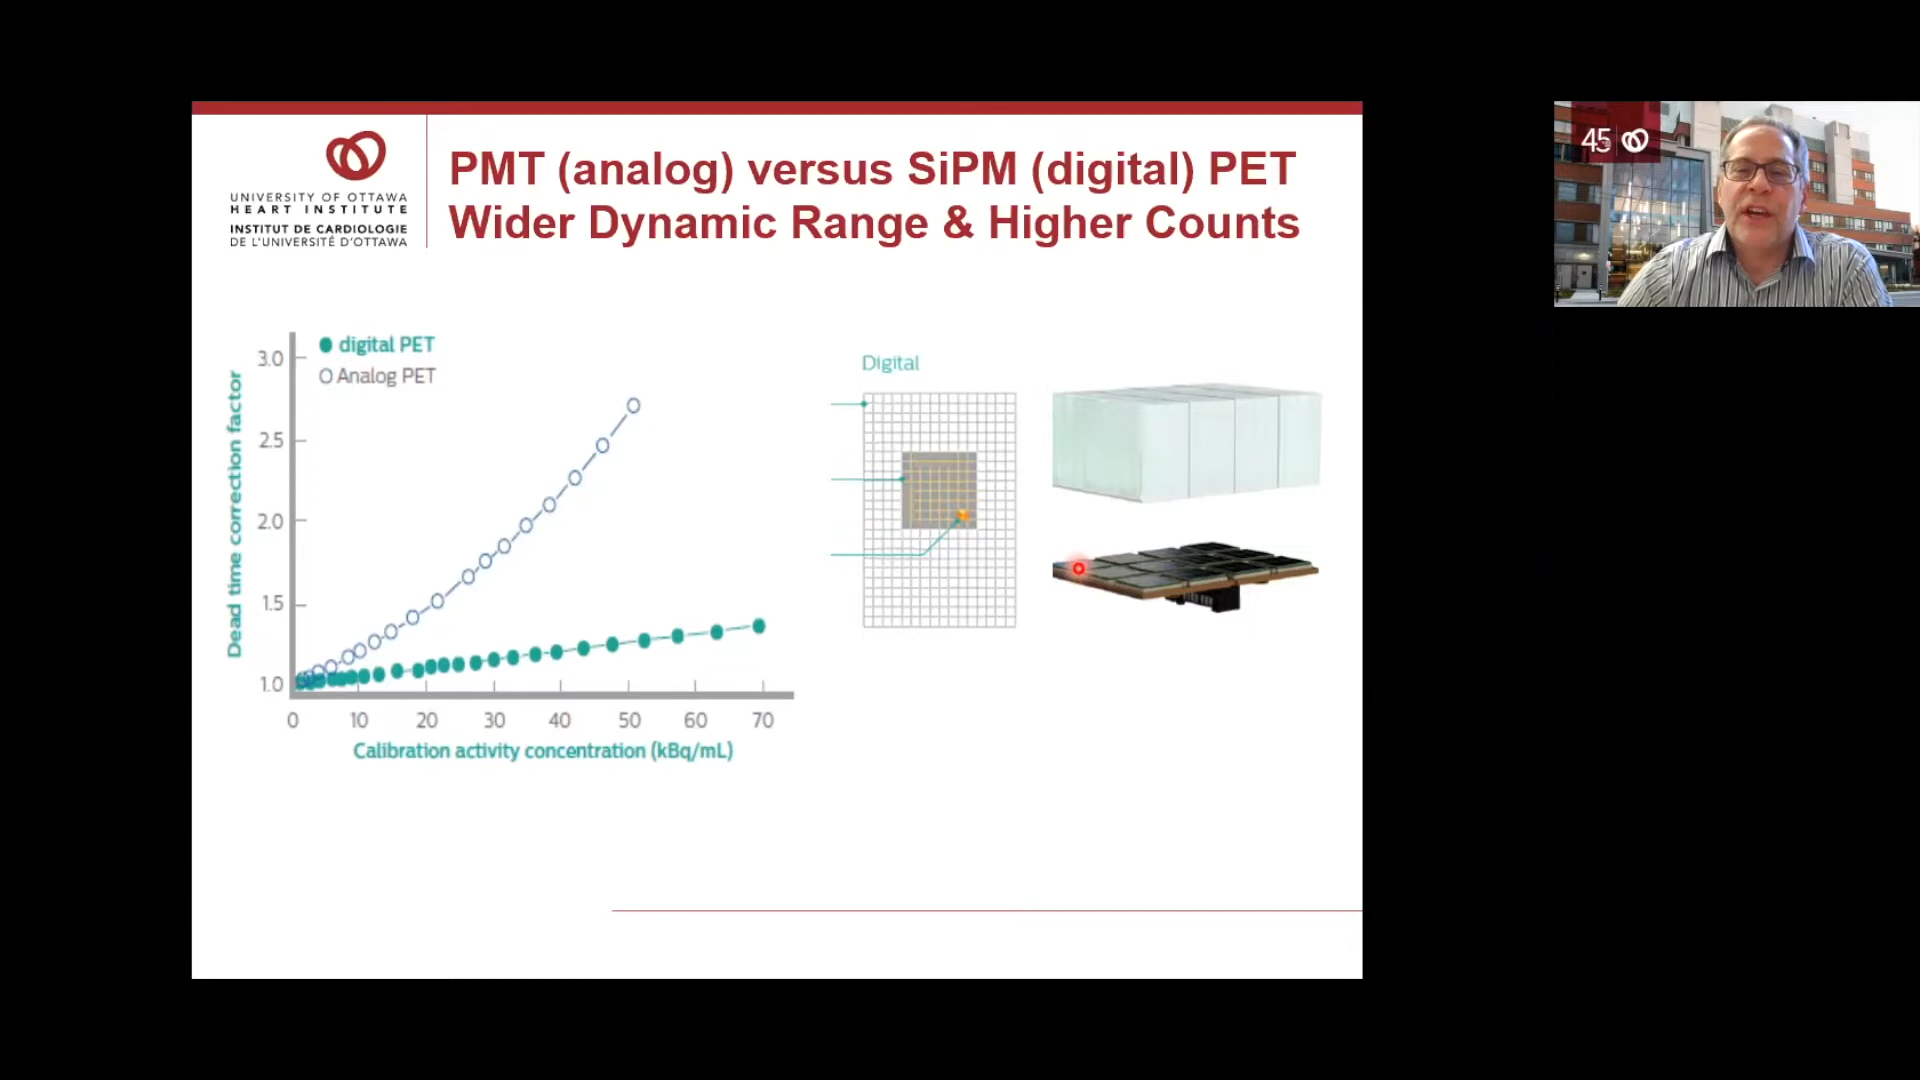 UNIVERSITY OF OTTAWA
HEART INSTITUTE
INSTITUT DE CARDIOLOGIE
DE L'UNIVERSITÉ D'OTTAWA
PMT (analog) versus SiPM (digital) PET
Wider Dynamic Range & Higher Counts
45
digital PET
Analog PET
Dead time correction factor
3.0
2.5
2.0
1.5
1.0
0 10 20 30 40 50 60 70
Calibration activity concentration (kBq/mL)
Digital